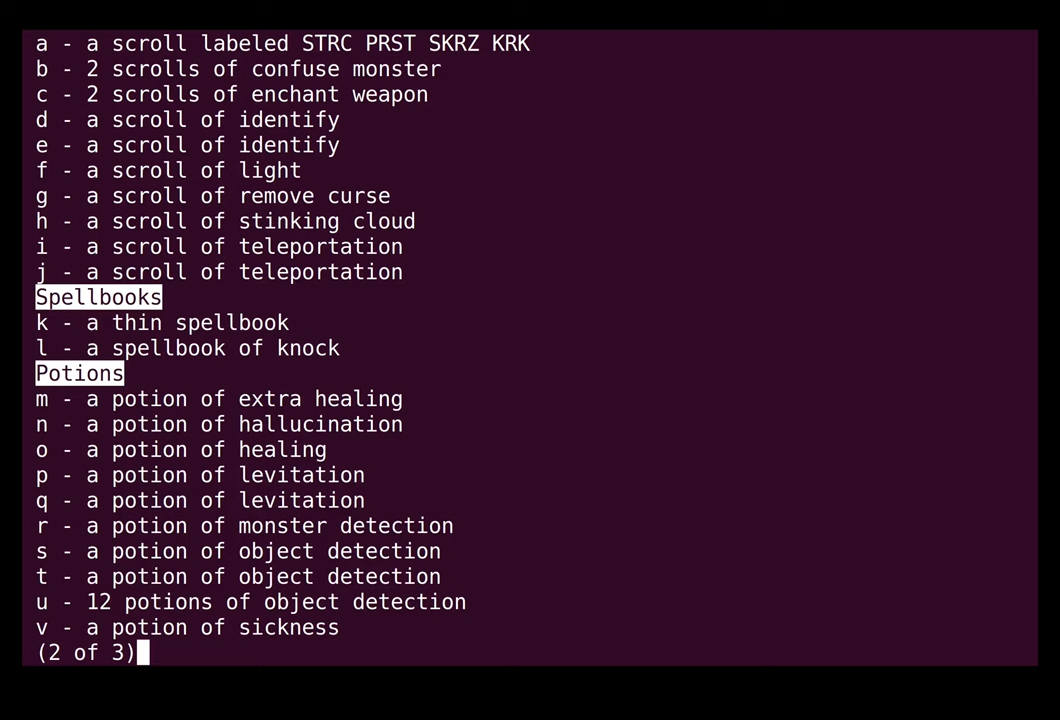 a - a scroll labeled STRC PRST SKRZ KRK
b - 2 scrolls of confuse monster
c - 2 scrolls of enchant weapon
d - a scroll of identify
e - a scroll of identify
f - a scroll of light
g - a scroll of remove curse
h - a scroll of stinking cloud
i - a scroll of teleportation
j - a scroll of teleportation
Spellbooks
k - a thin spellbook
l - a spellbook of knock
Potions
m - a potion of extra healing
n - a potion of hallucination
o - a potion of healing
p - a potion of levitation
q - a potion of levitation
r - a potion of monster detection
s - a potion of object detection
t - a potion of object detection
u - 12 potions of object detection
v - a potion of sickness
(2 of 3)